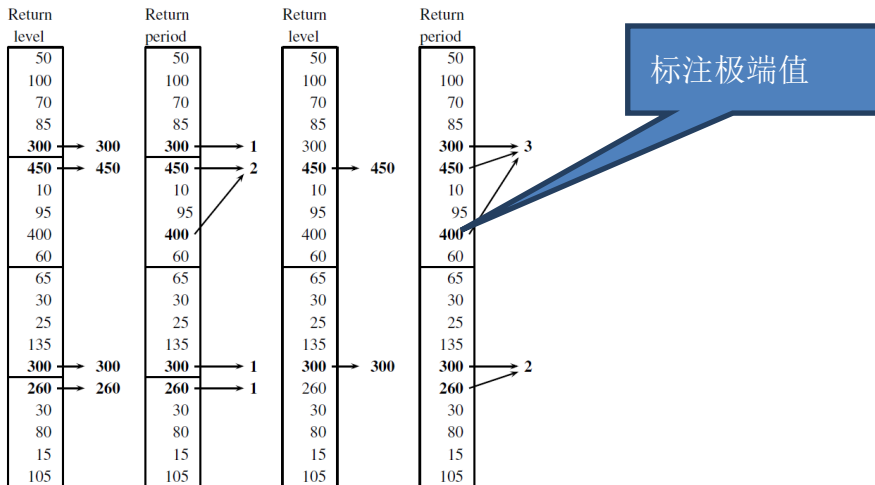 Return Return Return Return
level period level period
50 50 50 50
100 100 100 100
70 70 70 70
85 85 85 85
300 300 300 1 300 300 3
450 450 450 2 450 450 450
10 10 10 10
95 95 95 95
400 400 400 400
60 60 60 60
65 65 65 65
30 30 30 30
25 25 25 25
135 135 135 135
300 300 300 1 300 300 300 2
260 260 260 1 260 260
30 30 30 30
80 80 80 80
15 15 15 15
105 105 105 105
标注极端值